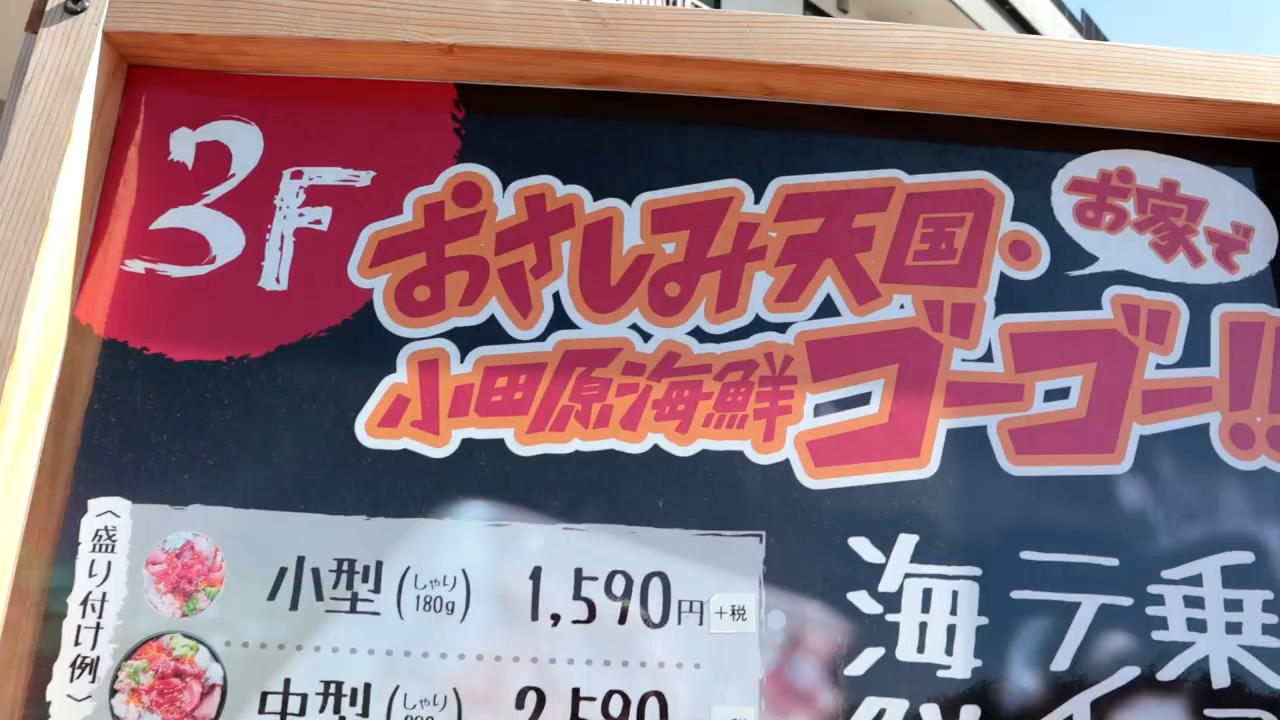 3F
おさしみ天国・
お家で
小田原海鮮ゴーゴー!!
〈盛り付け例〉
小型(しゃり180g) 1,590円+税
中型(しゃり
2,590
海
テ
乗